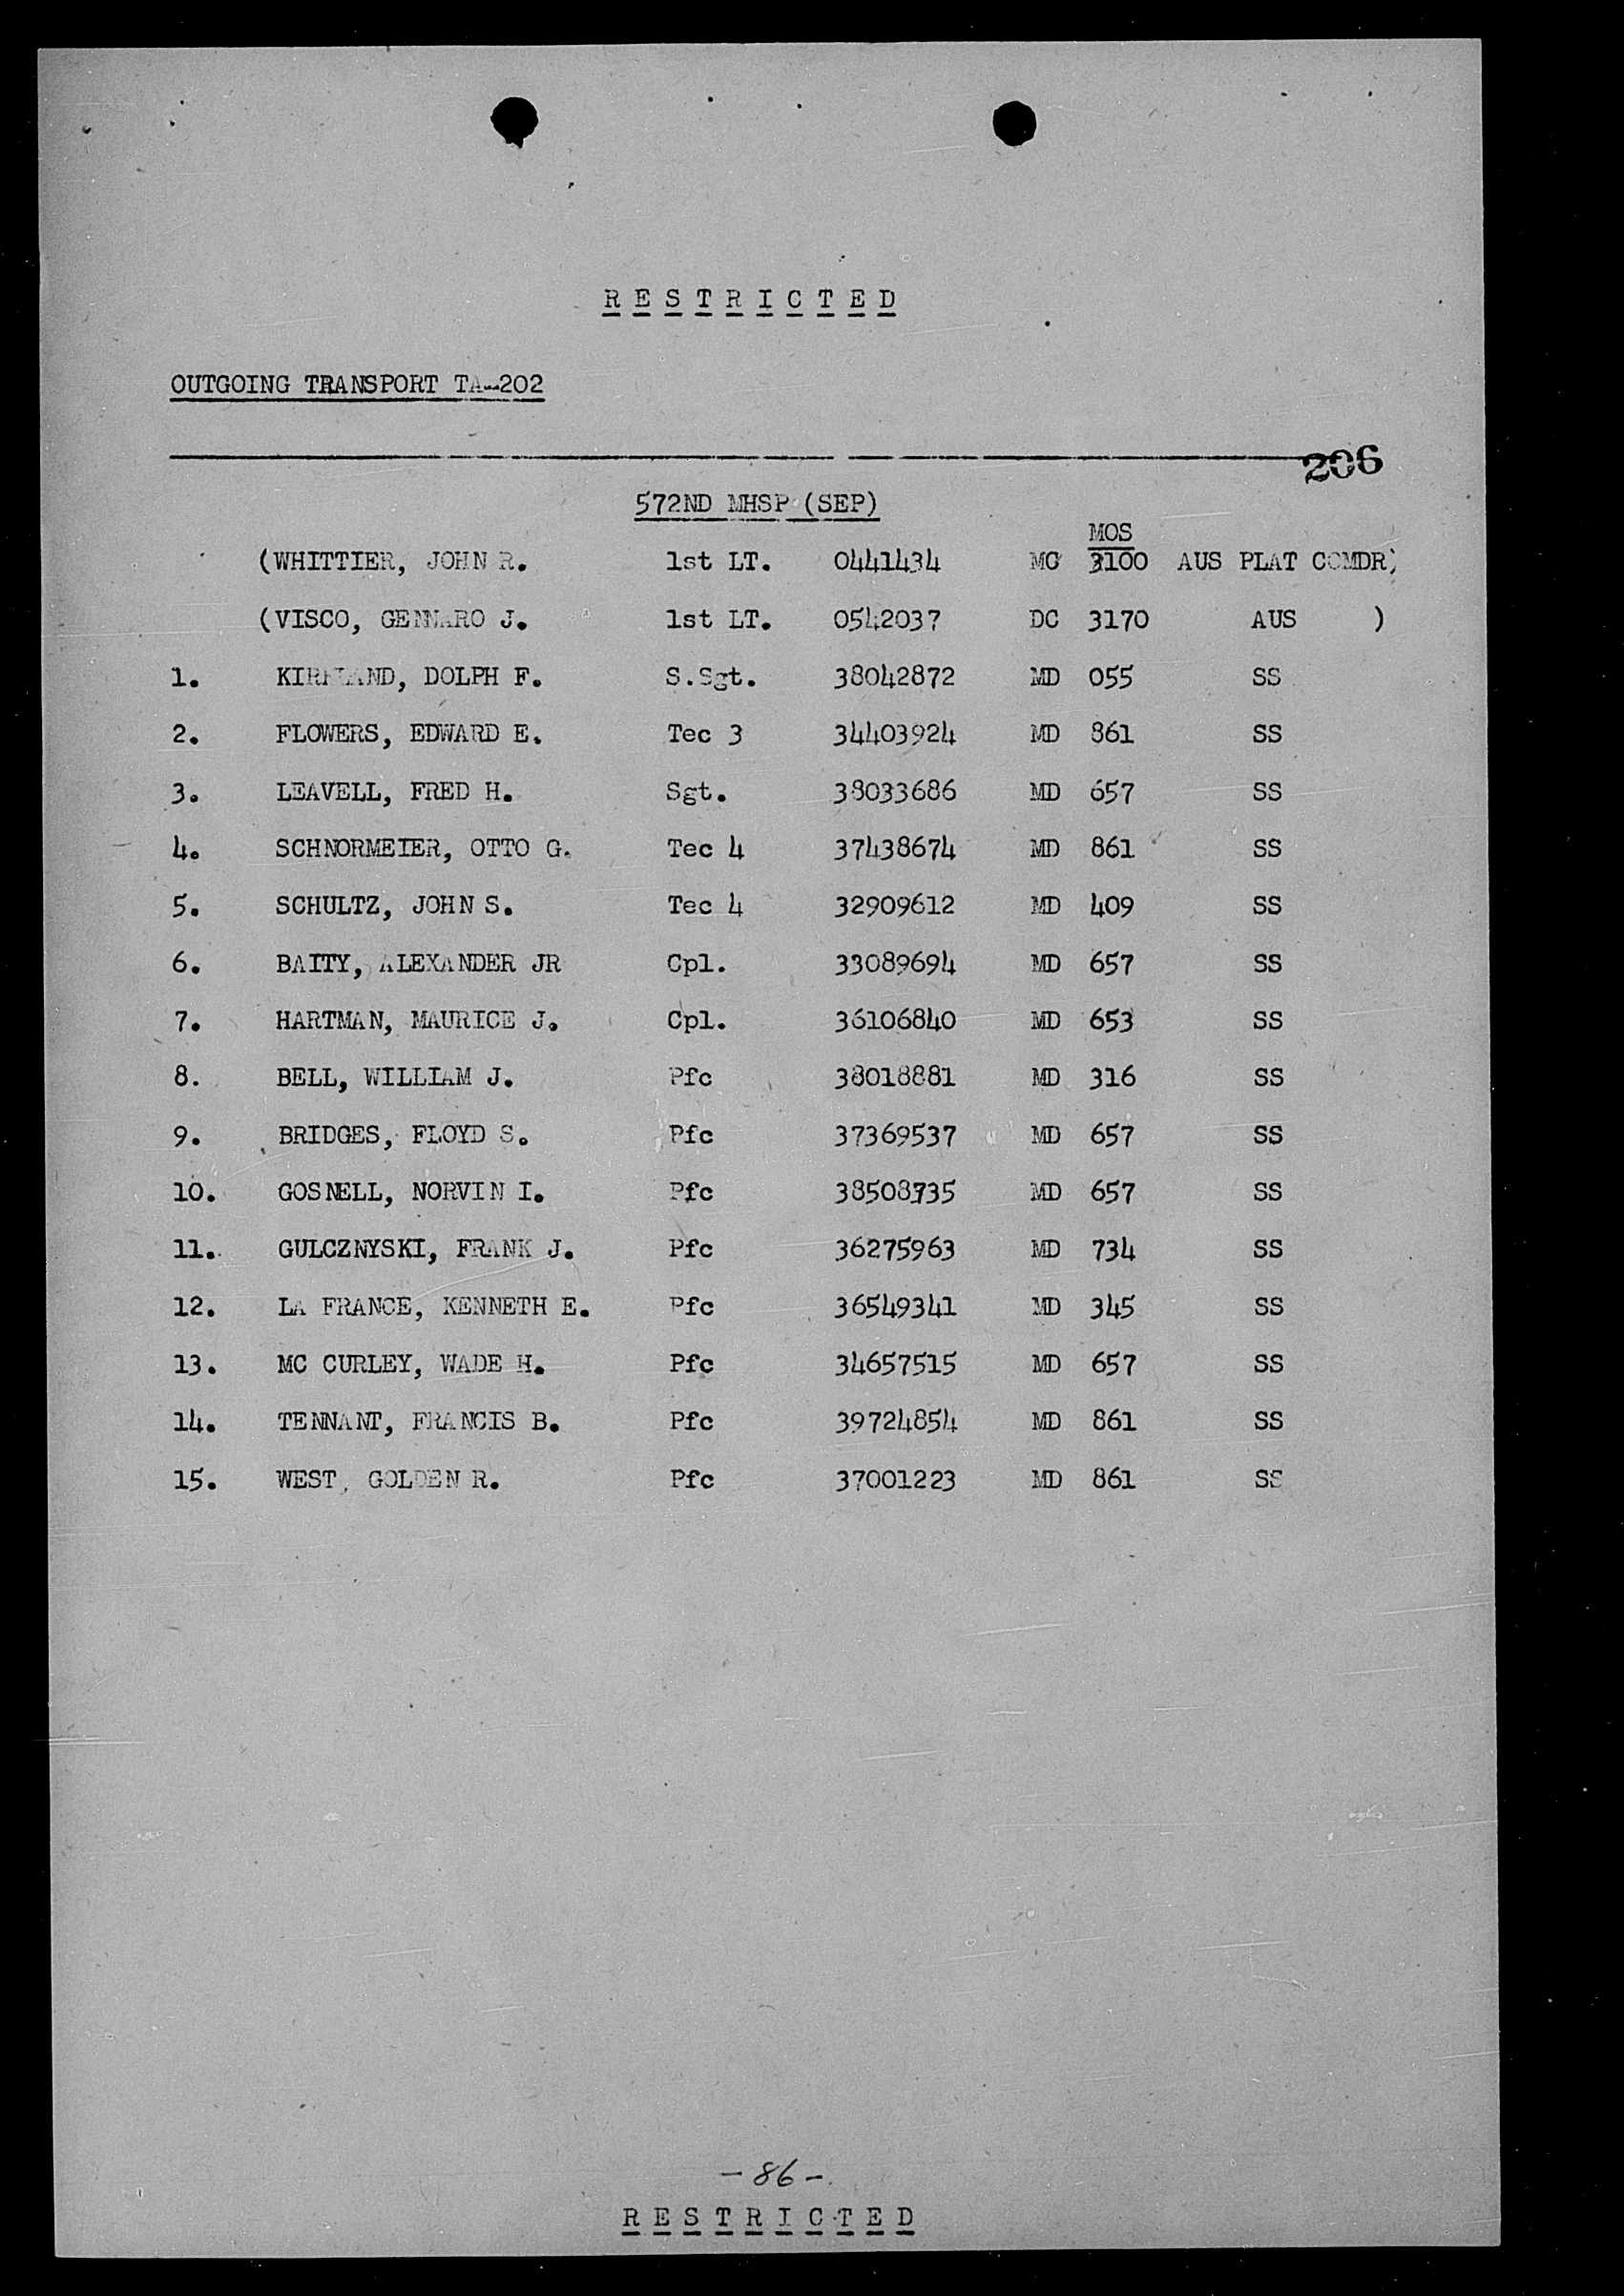 RESTRICTED
OUTGOING TRANSPORT TA-202
206
572ND MHSP (SEP)
MOS
(WHITTIER, JOHN R. 1st LT. 0441434 MC 3100 AUS PLAT COMDR)
(VISCO, GENNARO J. 1st LT. 0542037 DC 3170 AUS )
1. KIRKLAND, DOLPH F. S.Sgt. 38042872 MD 055 SS
2. FLOWERS, EDWARD E. Tec 3 34403924 MD 861 SS
3. LEAVELL, FRED H. Sgt. 38033686 MD 657 SS
4. SCHNORMEIER, OTTO G. Tec 4 37438674 MD 861 SS
5. SCHULTZ, JOHN S. Tec 4 32909612 MD 409 SS
6. BAITY, ALEXANDER JR Cpl. 33089694 MD 657 SS
7. HARTMAN, MAURICE J. Cpl. 36106840 MD 653 SS
8. BELL, WILLIAM J. Pfc 38018881 MD 316 SS
9. BRIDGES, FLOYD S. Pfc 37369537 MD 657 SS
10. GOSNELL, NORVIN I. Pfc 38508735 MD 657 SS
11. GULCZNYSKI, FRANK J. Pfc 36275963 MD 734 SS
12. LA FRANCE, KENNETH E. Pfc 36549341 MD 345 SS
13. MC CURLEY, WADE H. Pfc 34657515 MD 657 SS
14. TENNANT, FRANCIS B. Pfc 39724854 MD 861 SS
15. WEST, GOLDEN R. Pfc 37001223 MD 861 SS
-86-
RESTRICTED